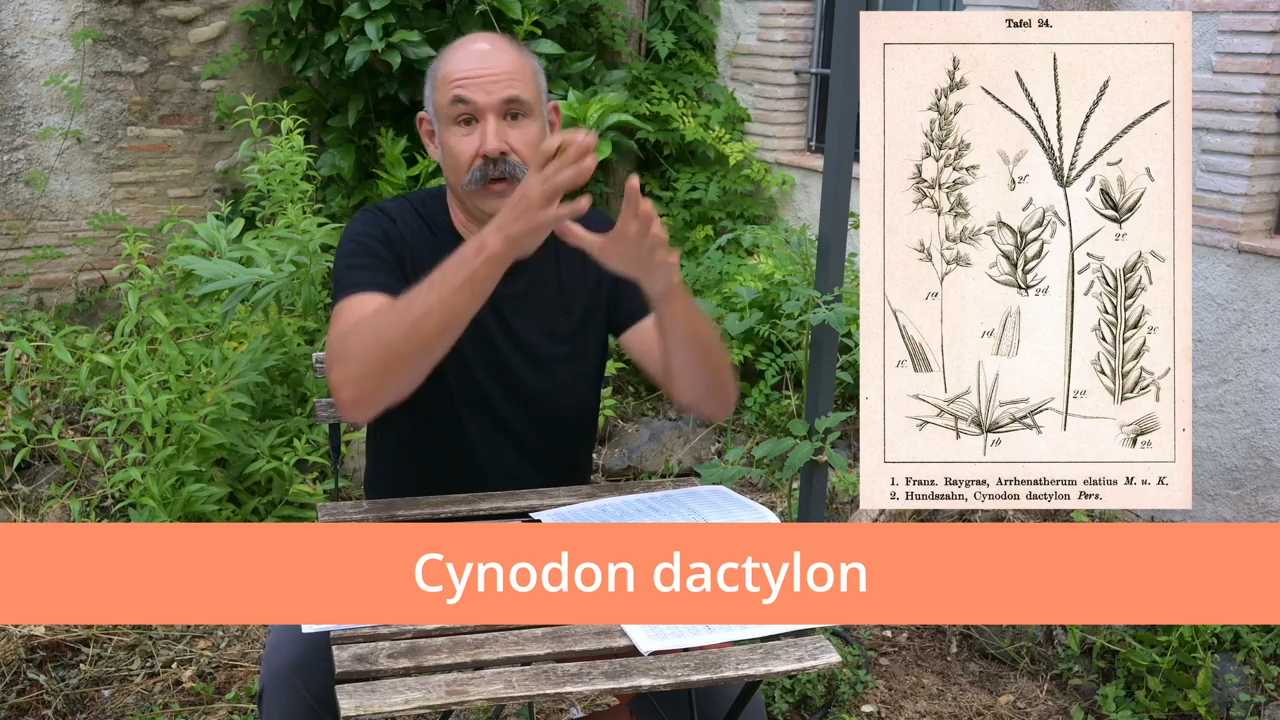 Tafel 24.
1a
2f.
2e
2d
1d.
1c.
2c
2a
1b
2b
1. Franz. Raygras, Arrhenatherum elatius M. u. K.
2. Hundszahn, Cynodon dactylon Pers.
Cynodon dactylon